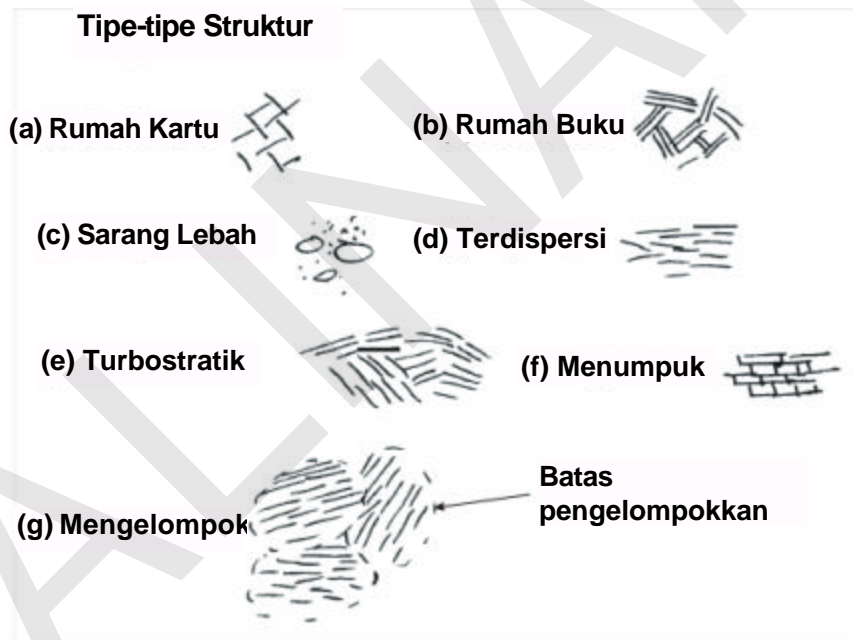 Tipe-tipe Struktur
(a) Rumah Kartu
(b) Rumah Buku
(c) Sarang Lebah
(d) Terdispersi
(e) Turbostratik
(f) Menumpuk
(g) Mengelompok
Batas
pengelompokkan